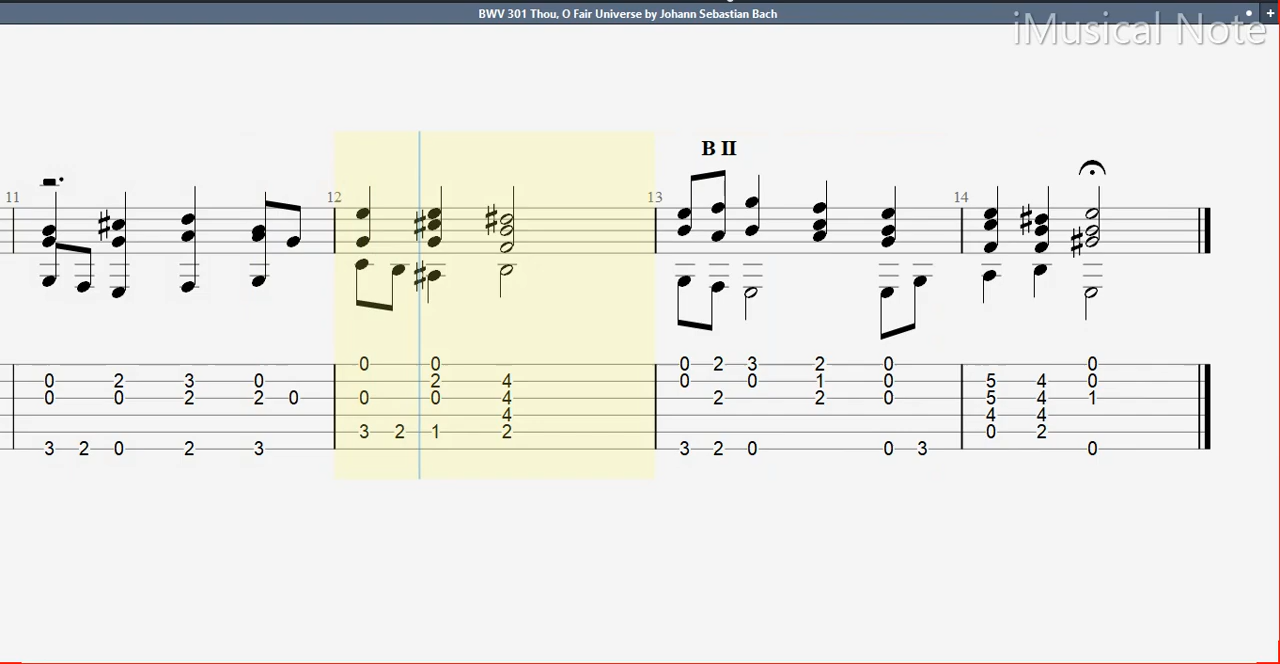 BWV 301 Thou, O Fair Universe by Johann Sebastian Bach
iMusical Note
B II
11 12 13 14
0 0 0 2 3 2 0 0 5 4 0
0 2 3 0 2 4 0 0 1 0 5 4 0
0 0 2 2 0 0 0 4 2 2 0 4 4 1
4 0 2
3 2 1 2
3 2 0 2 3 3 2 0 0 3 0